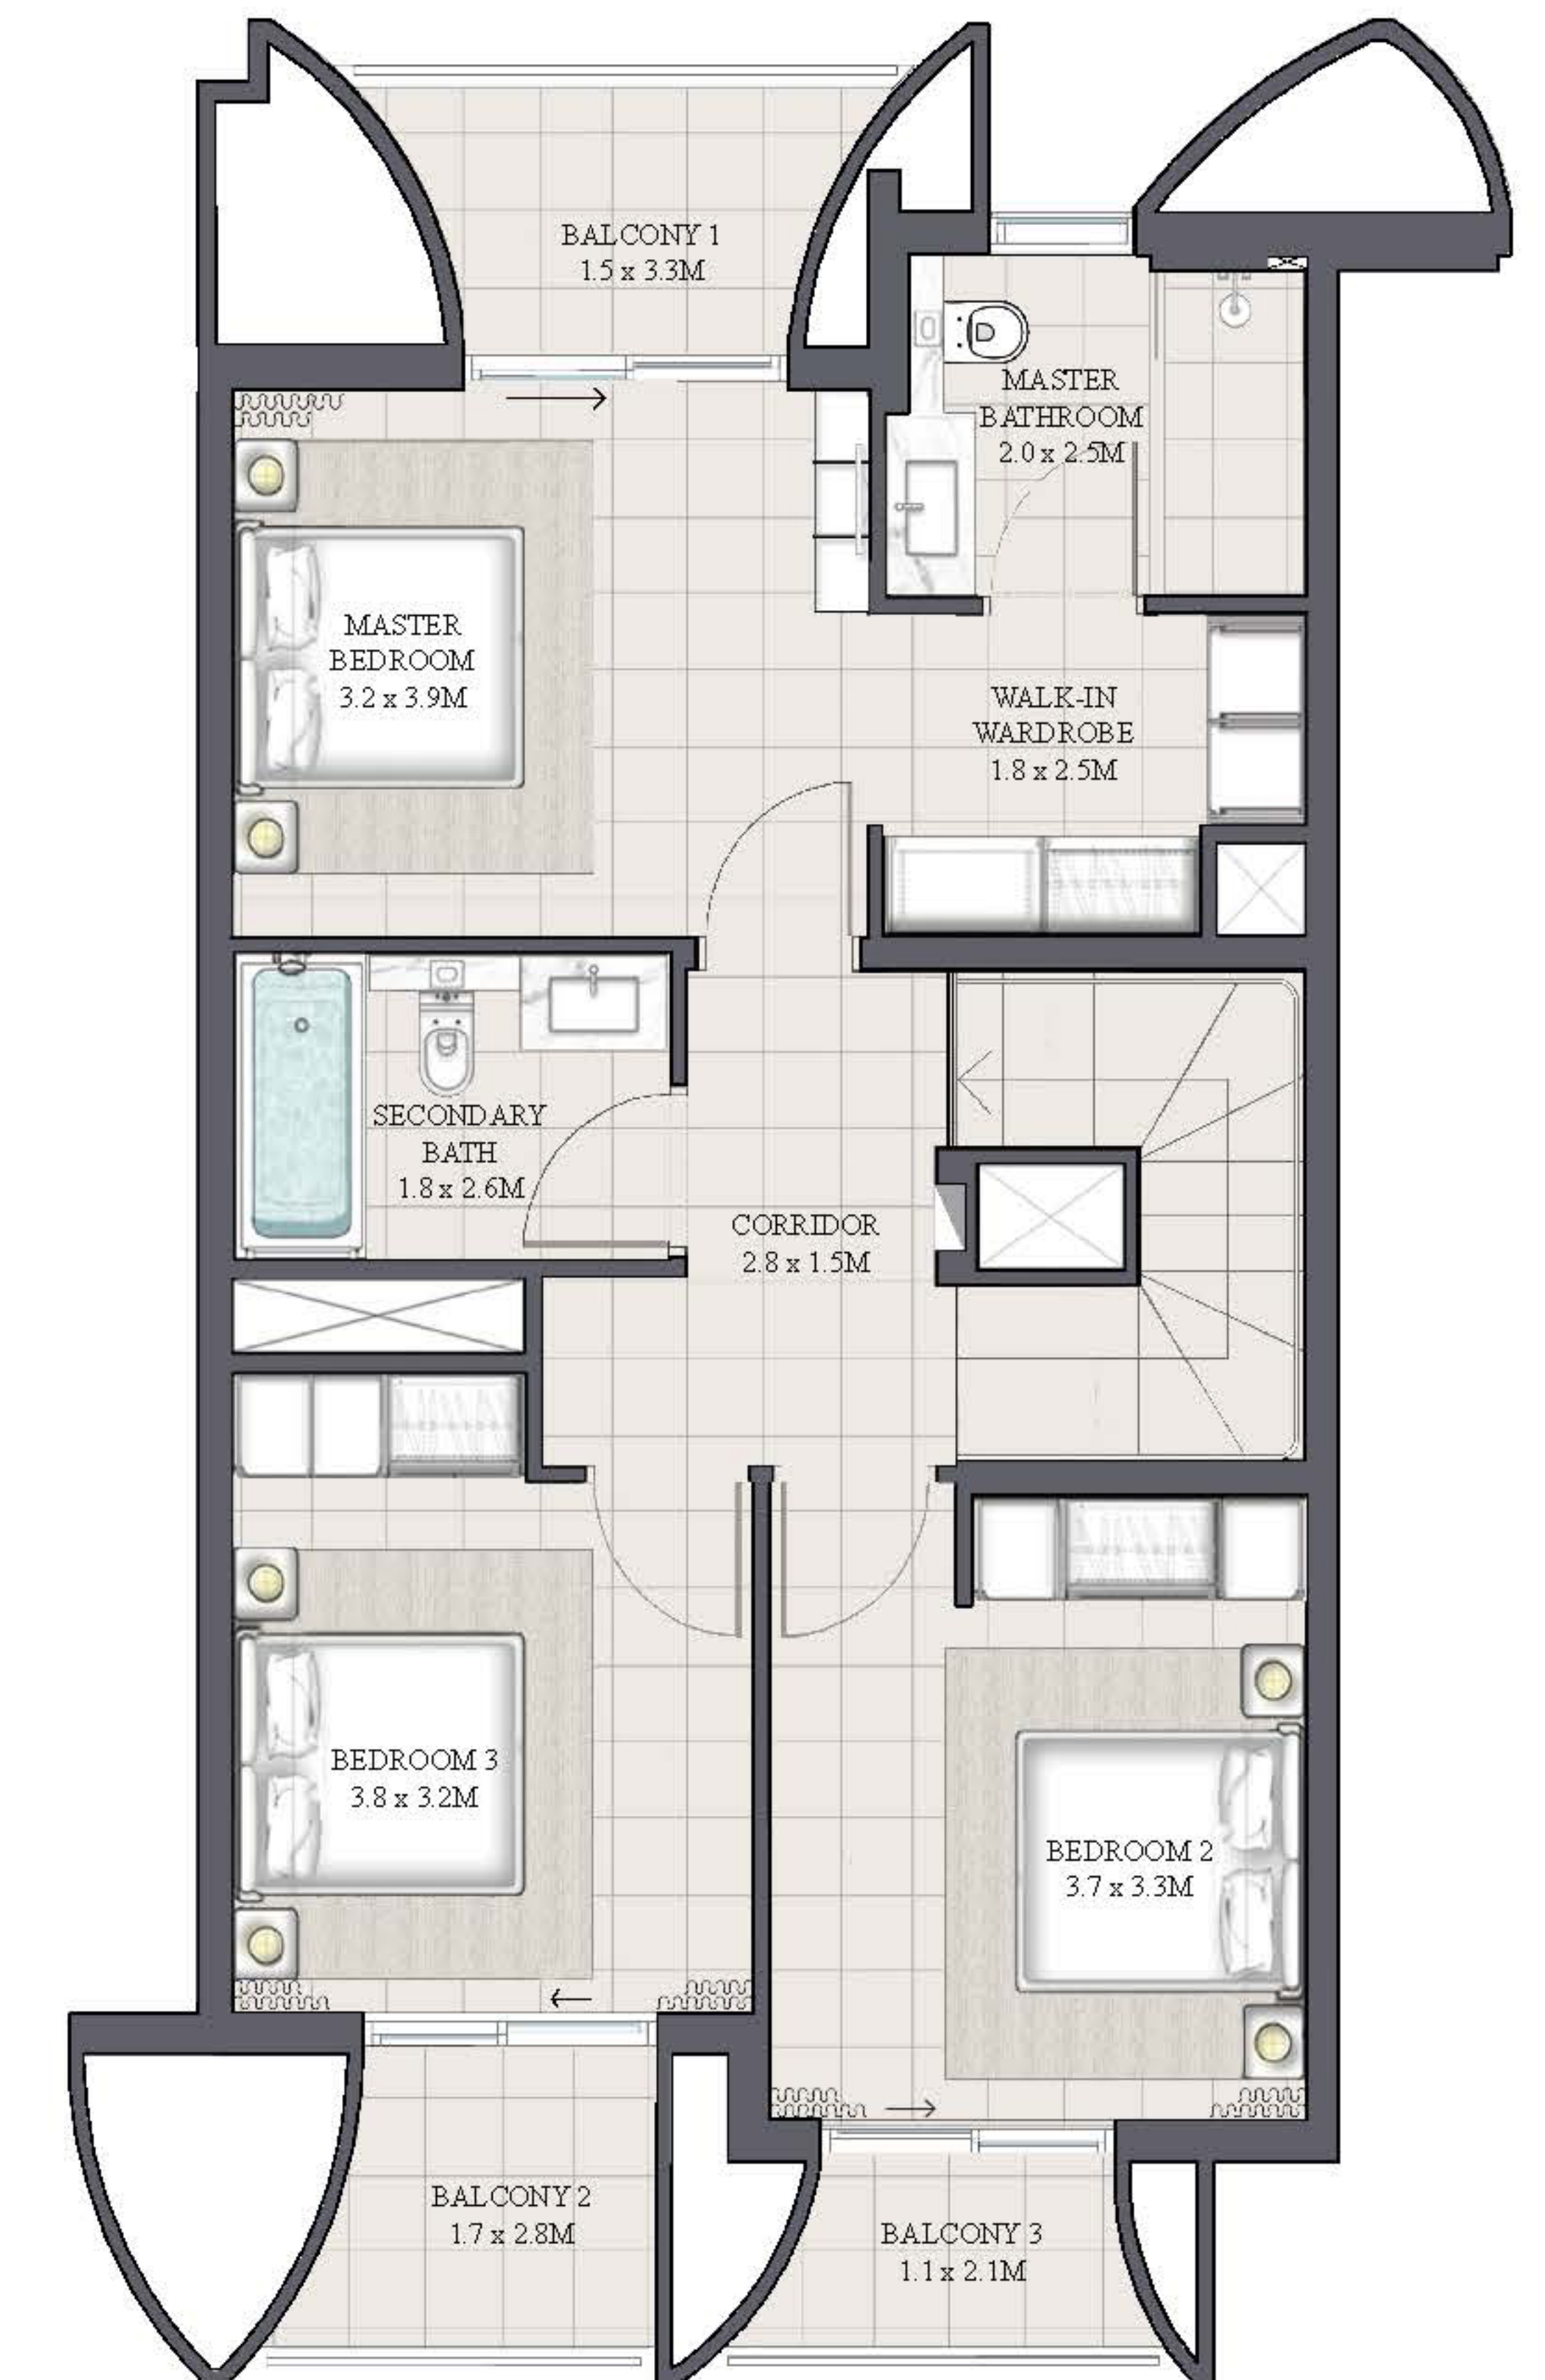 BALCONY 1
1.5 x 3.3M
MASTER
BATHROOM
2.0 x 2.5M
MASTER
BEDROOM
3.2 x 3.9M
WALK-IN
WARDROBE
1.8 x 2.5M
SECONDARY
BATH
1.8 x 2.6M
CORRIDOR
2.8 x 1.5M
BEDROOM 3
3.8 x 3.2M
BEDROOM 2
3.7 x 3.3M
BALCONY 2
1.7 x 2.8M
BALCONY 3
1.1 x 2.1M